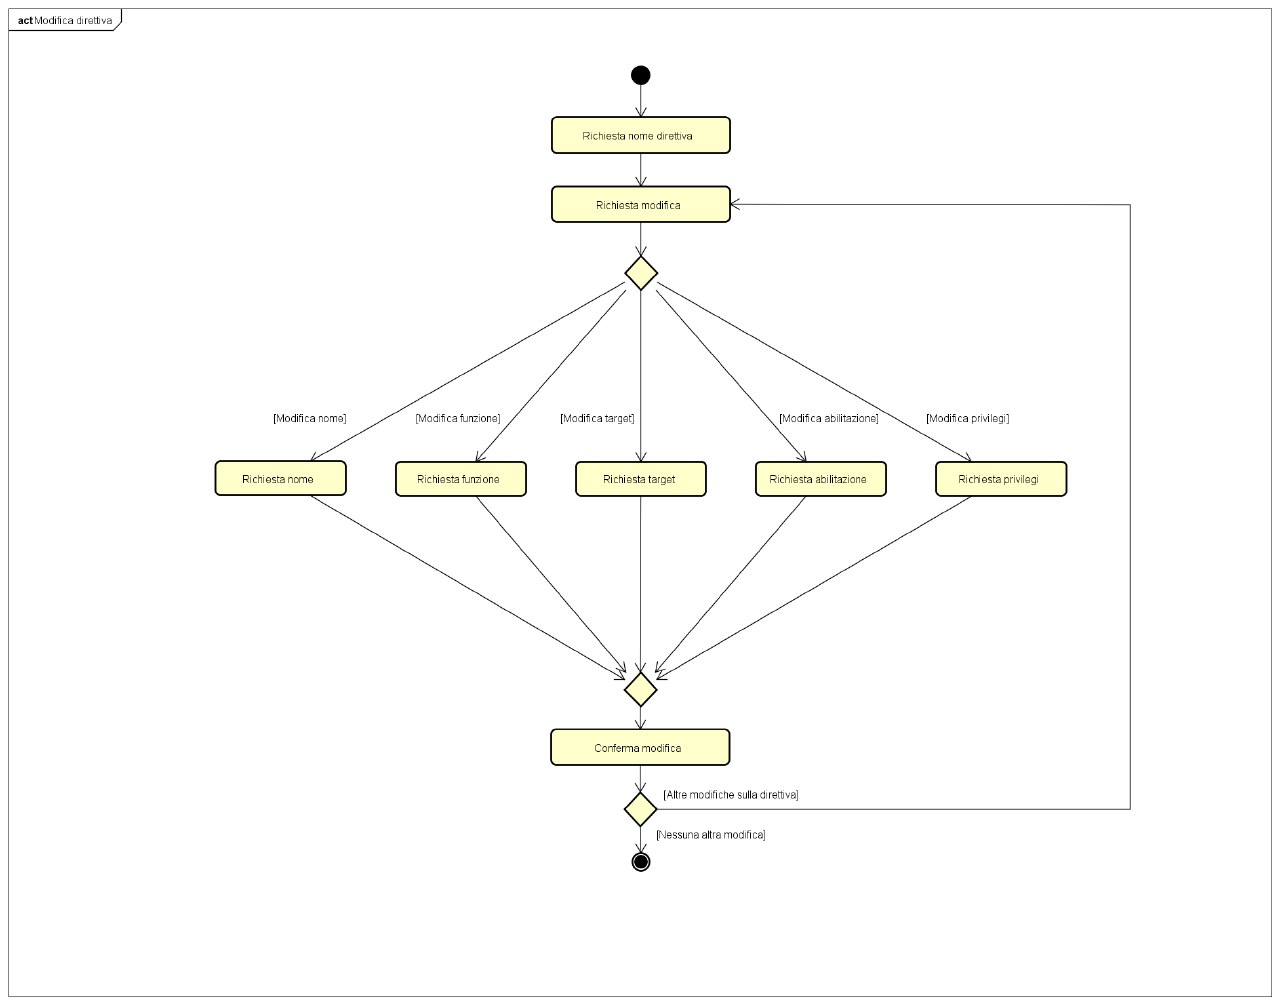 act Modifica direttiva
Richiesta nome direttiva
Richiesta modifica
[Modifica nome]
[Modifica funzione]
[Modifica target]
[Modifica abilitazione]
[Modifica privilegi]
Richiesta nome
Richiesta funzione
Richiesta target
Richiesta abilitazione
Richiesta privilegi
Conferma modifica
[Altre modifiche sulla direttiva]
[Nessuna altra modifica]